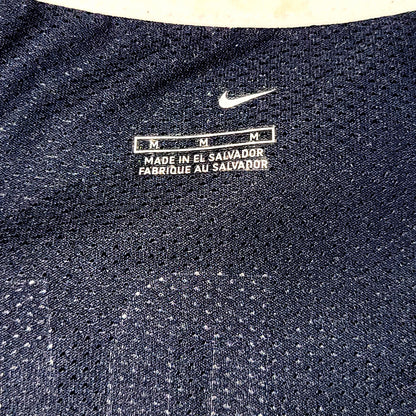 M M M
MADE IN EL SALVADOR
FABRIQUE AU SALVADOR